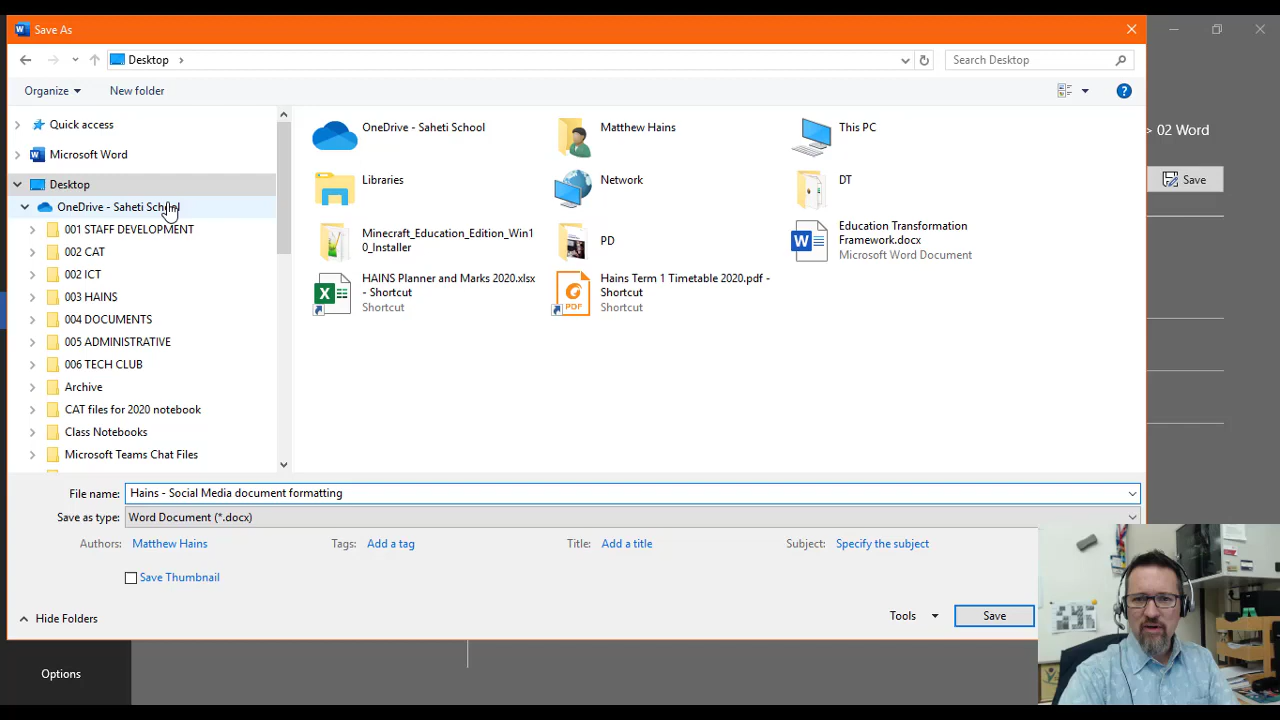 Save As
Desktop
Search Desktop
Organize
New folder
Quick access
Microsoft Word
Desktop
OneDrive - Saheti School
001 STAFF DEVELOPMENT
002 CAT
002 ICT
003 HAINS
004 DOCUMENTS
005 ADMINISTRATIVE
006 TECH CLUB
Archive
CAT files for 2020 notebook
Class Notebooks
Microsoft Teams Chat Files
OneDrive - Saheti School
Matthew Hains
This PC
Libraries
Network
DT
Minecraft_Education_Edition_Win1
0_Installer
PD
Education Transformation
Framework.docx
Microsoft Word Document
HAINS Planner and Marks 2020.xlsx
- Shortcut
Shortcut
Hains Term 1 Timetable 2020.pdf -
Shortcut
Shortcut
PDF
> 02 Word
Save
File name:
Hains - Social Media document formatting
Save as type:
Word Document (*.docx)
Authors:
Matthew Hains
Tags:
Add a tag
Title:
Add a title
Subject:
Specify the subject
Save Thumbnail
Hide Folders
Tools
Save
Options